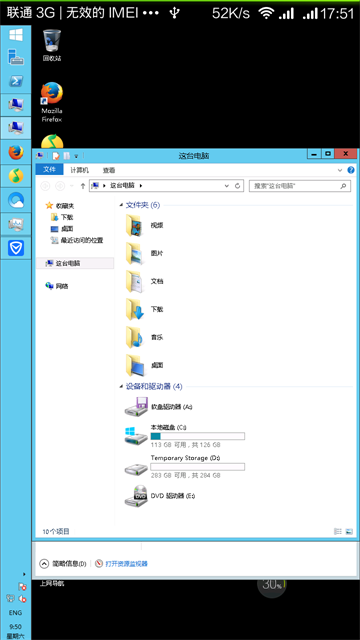 联通 3G | 无效的 IMEI ••• 52K/s 17:51
回收站
Mozilla
Firefox
这台电脑
文件 计算机 查看
这台电脑
搜索"这台电脑"
收藏夹
下载
桌面
最近访问的位置
这台电脑
网络
文件夹 (6)
视频
图片
文档
下载
音乐
桌面
设备和驱动器 (4)
软盘驱动器 (A:)
本地磁盘 (C:)
113 GB 可用 , 共 126 GB
Temporary Storage (D:)
283 GB 可用 , 共 284 GB
DVD
DVD 驱动器 (E:)
10 个项目
简略信息(D) 打开资源监视器
上网导航
30%
ENG
9:50
星期六